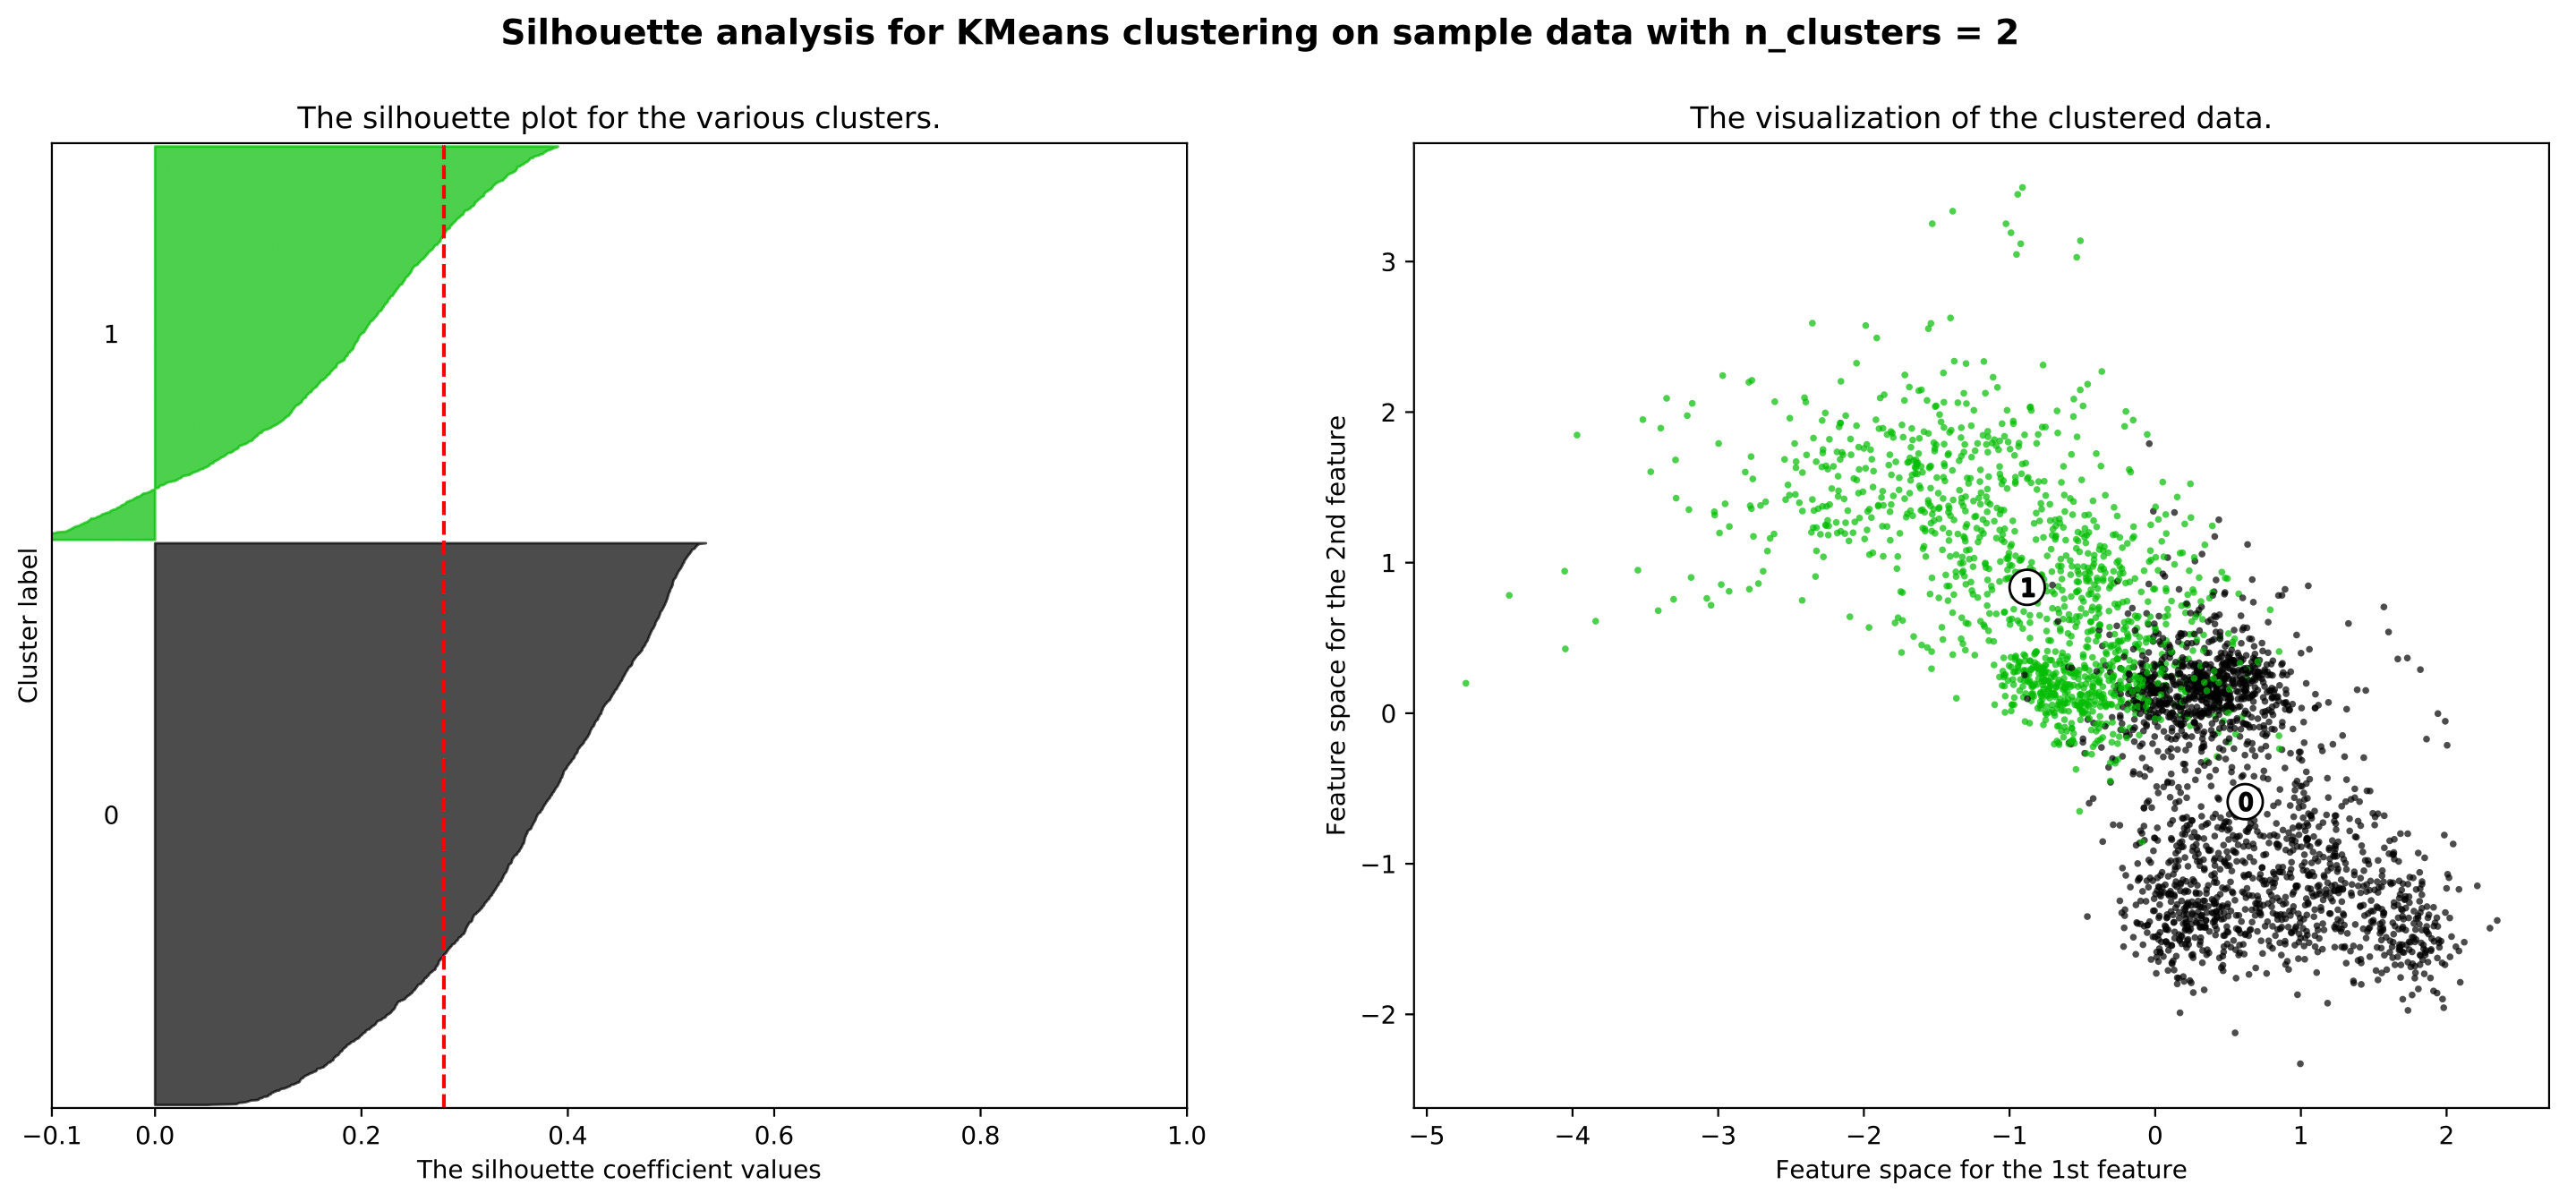 Silhouette analysis for KMeans clustering on sample data with n_clusters = 2
The silhouette plot for the various clusters.
1
0
Cluster label
−0.1 0.0 0.2 0.4 0.6 0.8 1.0
The silhouette coefficient values
The visualization of the clustered data.
3
2
1
0
−1
−2
Feature space for the 2nd feature
1
0
−5 −4 −3 −2 −1 0 1 2
Feature space for the 1st feature